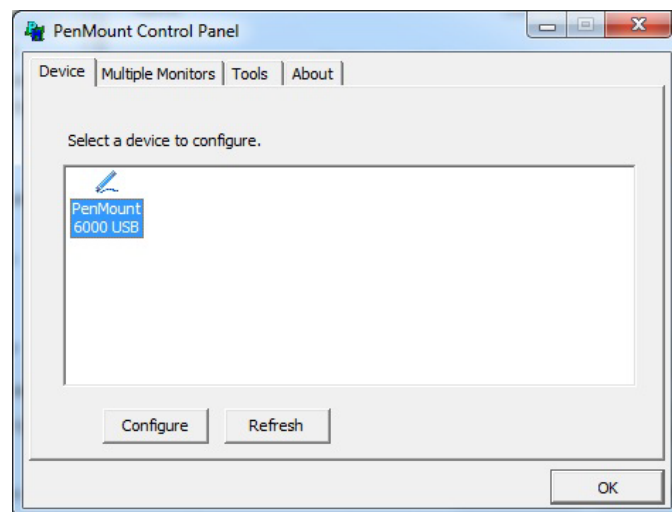 PenMount Control Panel
Device Multiple Monitors Tools About
Select a device to configure.
PenMount
6000 USB
Configure Refresh
OK